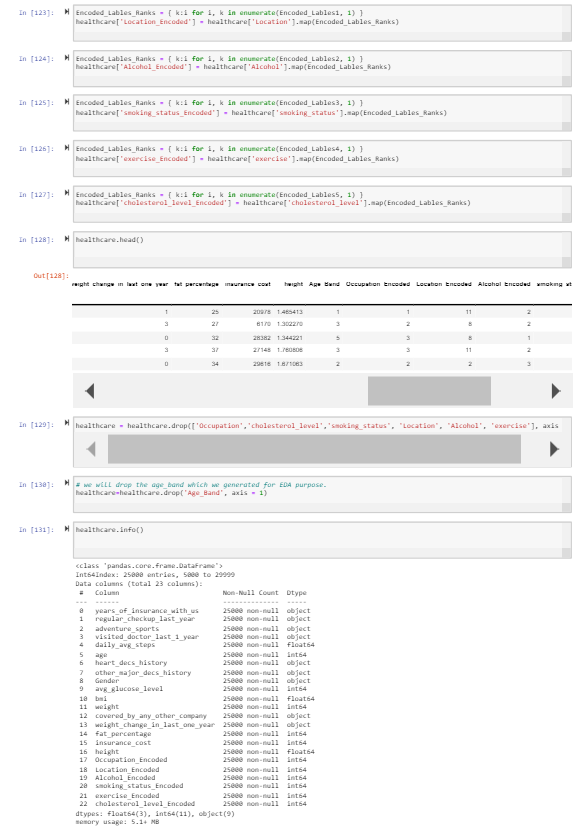 In [123]: Encoded_Lables_Ranks = { k:i for i, k in enumerate(Encoded_Lables1, 1) }
healthcare['Location_Encoded'] = healthcare['Location'].map(Encoded_Lables_Ranks)
In [124]: Encoded_Lables_Ranks = { k:i for i, k in enumerate(Encoded_Lables2, 1) }
healthcare['Alcohol_Encoded'] = healthcare['Alcohol'].map(Encoded_Lables_Ranks)
In [125]: Encoded_Lables_Ranks = { k:i for i, k in enumerate(Encoded_Lables3, 1) }
healthcare['smoking_status_Encoded'] = healthcare['smoking_status'].map(Encoded_Lables_Ranks)
In [126]: Encoded_Lables_Ranks = { k:i for i, k in enumerate(Encoded_Lables4, 1) }
healthcare['exercise_Encoded'] = healthcare['exercise'].map(Encoded_Lables_Ranks)
In [127]: Encoded_Lables_Ranks = { k:i for i, k in enumerate(Encoded_Lables5, 1) }
healthcare['cholesterol_level_Encoded'] = healthcare['cholesterol_level'].map(Encoded_Lables_Ranks)
In [128]: healthcare.head()
Out[128]:
weight change in last one year fat percentage insurance cost height Age Band Occupation Encoded Location Encoded Alcohol Encoded smoking st
1 25 20978 1.465413 1 1 11 2
3 27 6170 1.302270 3 2 8 2
0 32 28382 1.344221 5 3 6 1
3 37 27148 1.760806 3 3 11 2
0 34 29616 1.671063 2 2 2 3
In [129]: healthcare = healthcare.drop(['Occupation','cholesterol_level','smoking_status', 'Location', 'Alcohol', 'exercise'], axis
In [130]: # we will drop the age_band which we generated for EDA purpose.
healthcare=healthcare.drop('Age_Band', axis = 1)
In [131]: healthcare.info()
<class 'pandas.core.frame.DataFrame'>
Int64Index: 25000 entries, 5000 to 29999
Data columns (total 23 columns):
# Column Non-Null Count Dtype
--- ------ -------------- -----
0 years_of_insurance_with_us 25000 non-null object
1 regular_checkup_last_year 25000 non-null object
2 adventure_sports 25000 non-null object
3 visited_doctor_last_1_year 25000 non-null object
4 daily_avg_steps 25000 non-null float64
5 age 25000 non-null int64
6 heart_decs_history 25000 non-null object
7 other_major_decs_history 25000 non-null object
8 Gender 25000 non-null object
9 avg_glucose_level 25000 non-null int64
10 bmi 25000 non-null float64
11 weight 25000 non-null int64
12 covered_by_any_other_company 25000 non-null object
13 weight_change_in_last_one_year 25000 non-null object
14 fat_percentage 25000 non-null int64
15 insurance_cost 25000 non-null int64
16 height 25000 non-null float64
17 Occupation_Encoded 25000 non-null int64
18 Location_Encoded 25000 non-null int64
19 Alcohol_Encoded 25000 non-null int64
20 smoking_status_Encoded 25000 non-null int64
21 exercise_Encoded 25000 non-null int64
22 cholesterol_level_Encoded 25000 non-null int64
dtypes: float64(3), int64(11), object(9)
memory usage: 5.1+ MB